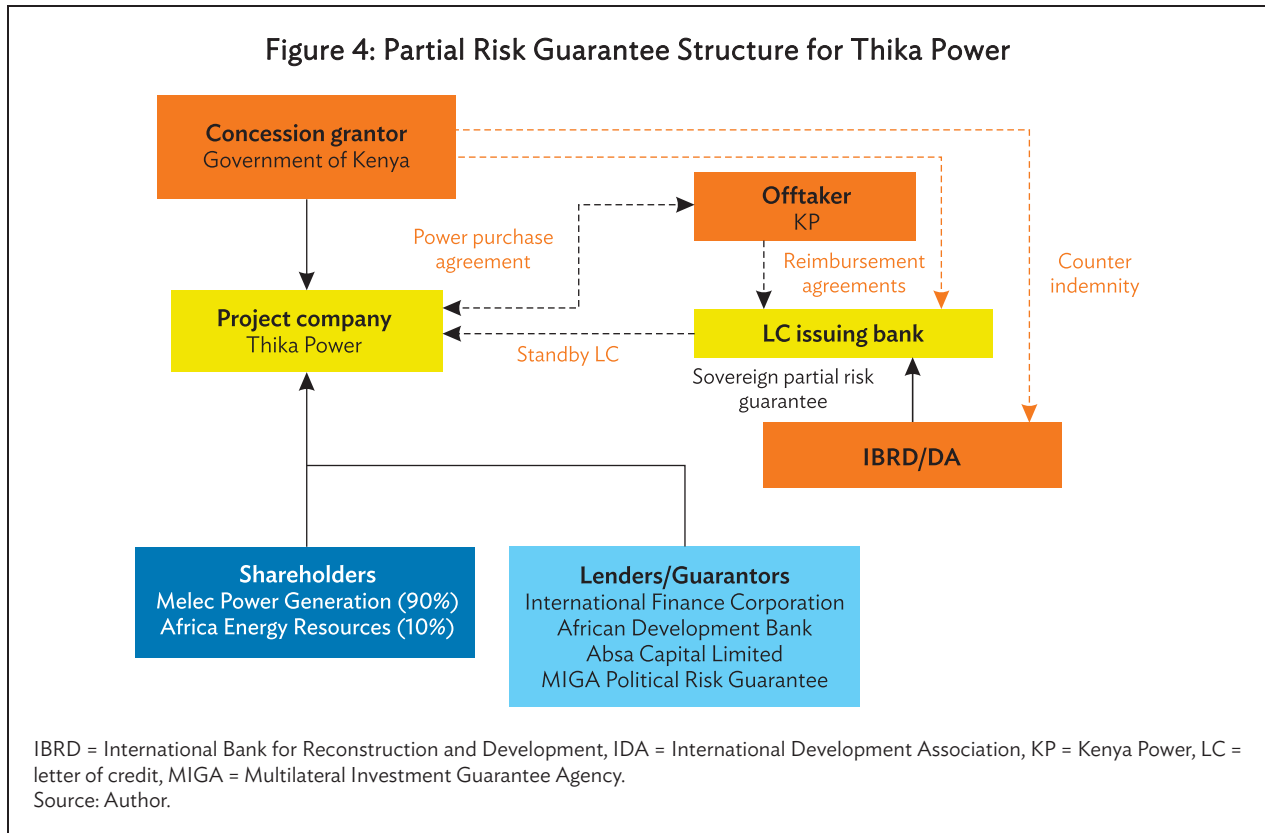 Figure 4: Partial Risk Guarantee Structure for Thika Power
Concession grantor
Government of Kenya
Offtaker
KP
Power purchase
agreement
Reimbursement
agreements
Counter
indemnity
Project company
Thika Power
LC issuing bank
Standby LC
Sovereign partial risk
guarantee
IBRD/DA
Shareholders
Melec Power Generation (90%)
Africa Energy Resources (10%)
Lenders/Guarantors
International Finance Corporation
African Development Bank
Absa Capital Limited
MIGA Political Risk Guarantee
IBRD = International Bank for Reconstruction and Development, IDA = International Development Association, KP = Kenya Power, LC =
letter of credit, MIGA = Multilateral Investment Guarantee Agency.
Source: Author.